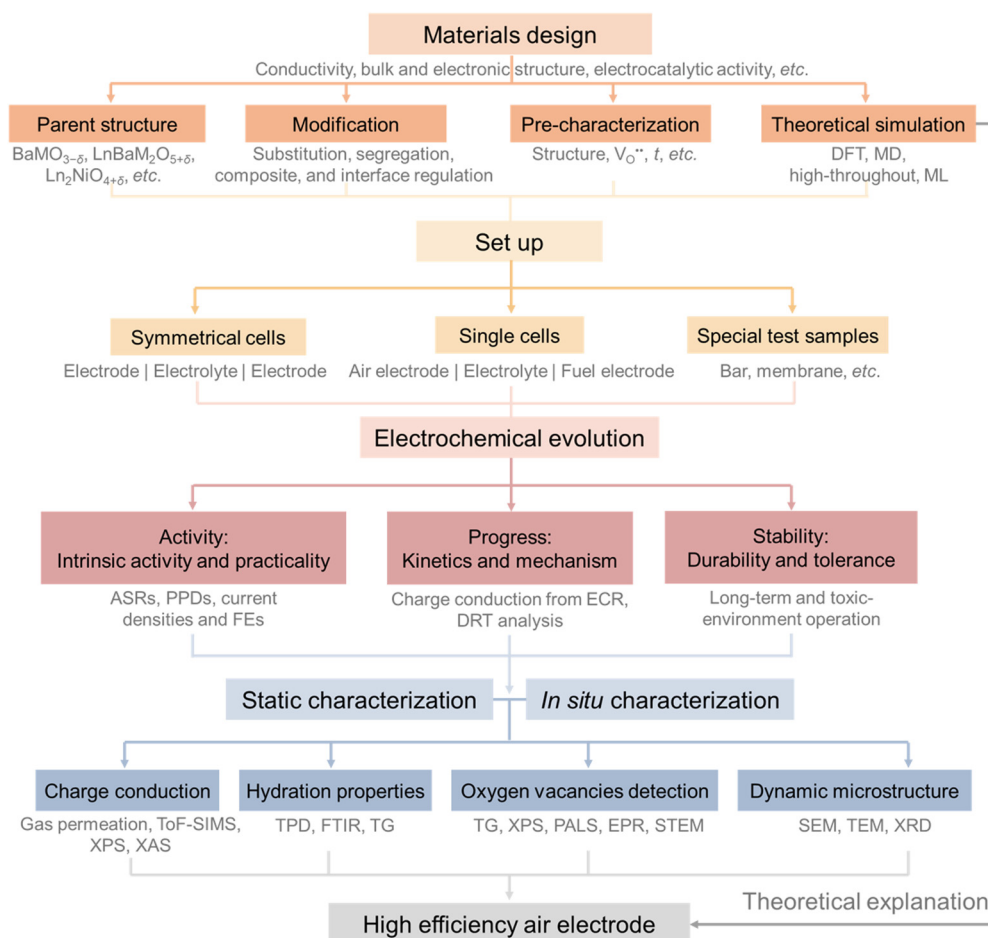 Materials design
Conductivity, bulk and electronic structure, electrocatalytic activity, etc.
Parent structure
BaMO₃₋δ, LnBaM₂O₅₊δ,
Ln₂NiO₄₊δ, etc.
Modification
Substitution, segregation,
composite, and interface regulation
Pre-characterization
Structure, V_O^••, t, etc.
Theoretical simulation
DFT, MD,
high-throughout, ML
Set up
Symmetrical cells
Electrode | Electrolyte | Electrode
Single cells
Air electrode | Electrolyte | Fuel electrode
Special test samples
Bar, membrane, etc.
Electrochemical evolution
Activity:
Intrinsic activity and practicality
ASRs, PPDs, current
densities and FEs
Progress:
Kinetics and mechanism
Charge conduction from ECR,
DRT analysis
Stability:
Durability and tolerance
Long-term and toxic-
environment operation
Static characterization
In situ characterization
Charge conduction
Gas permeation, ToF-SIMS,
XPS, XAS
Hydration properties
TPD, FTIR, TG
Oxygen vacancies detection
TG, XPS, PALS, EPR, STEM
Dynamic microstructure
SEM, TEM, XRD
Theoretical explanation
High efficiency air electrode